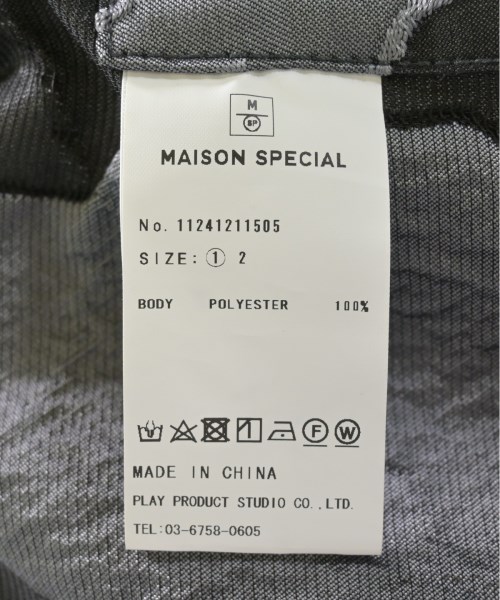 M
SP
MAISON SPECIAL
No. 11241211505
SIZE: ① 2
BODY POLYESTER 100%
Ⓕ Ⓦ
MADE IN CHINA
PLAY PRODUCT STUDIO CO.,LTD.
TEL:03-6758-0605